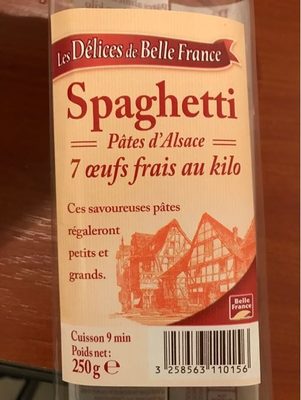 Les Délices de Belle France
Spaghetti
Pâtes d'Alsace
7 œufs frais au kilo
Ces savoureuses pâtes
régaleront
petits et
grands.
Belle
France
Cuisson 9 min
Poids net :
250g ℮
3 258563 110156